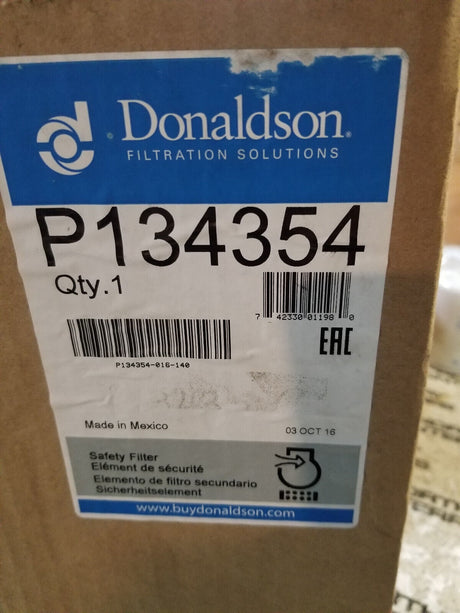 Donaldson®
FILTRATION SOLUTIONS
P134354
Qty.1
7 42330 01198 0
P134354-016-140
EAC
Made in Mexico
03 OCT 16
Safety Filter
Elément de sécurité
Elemento de filtro secundario
Sicherheitselement
www.buydonaldson.com